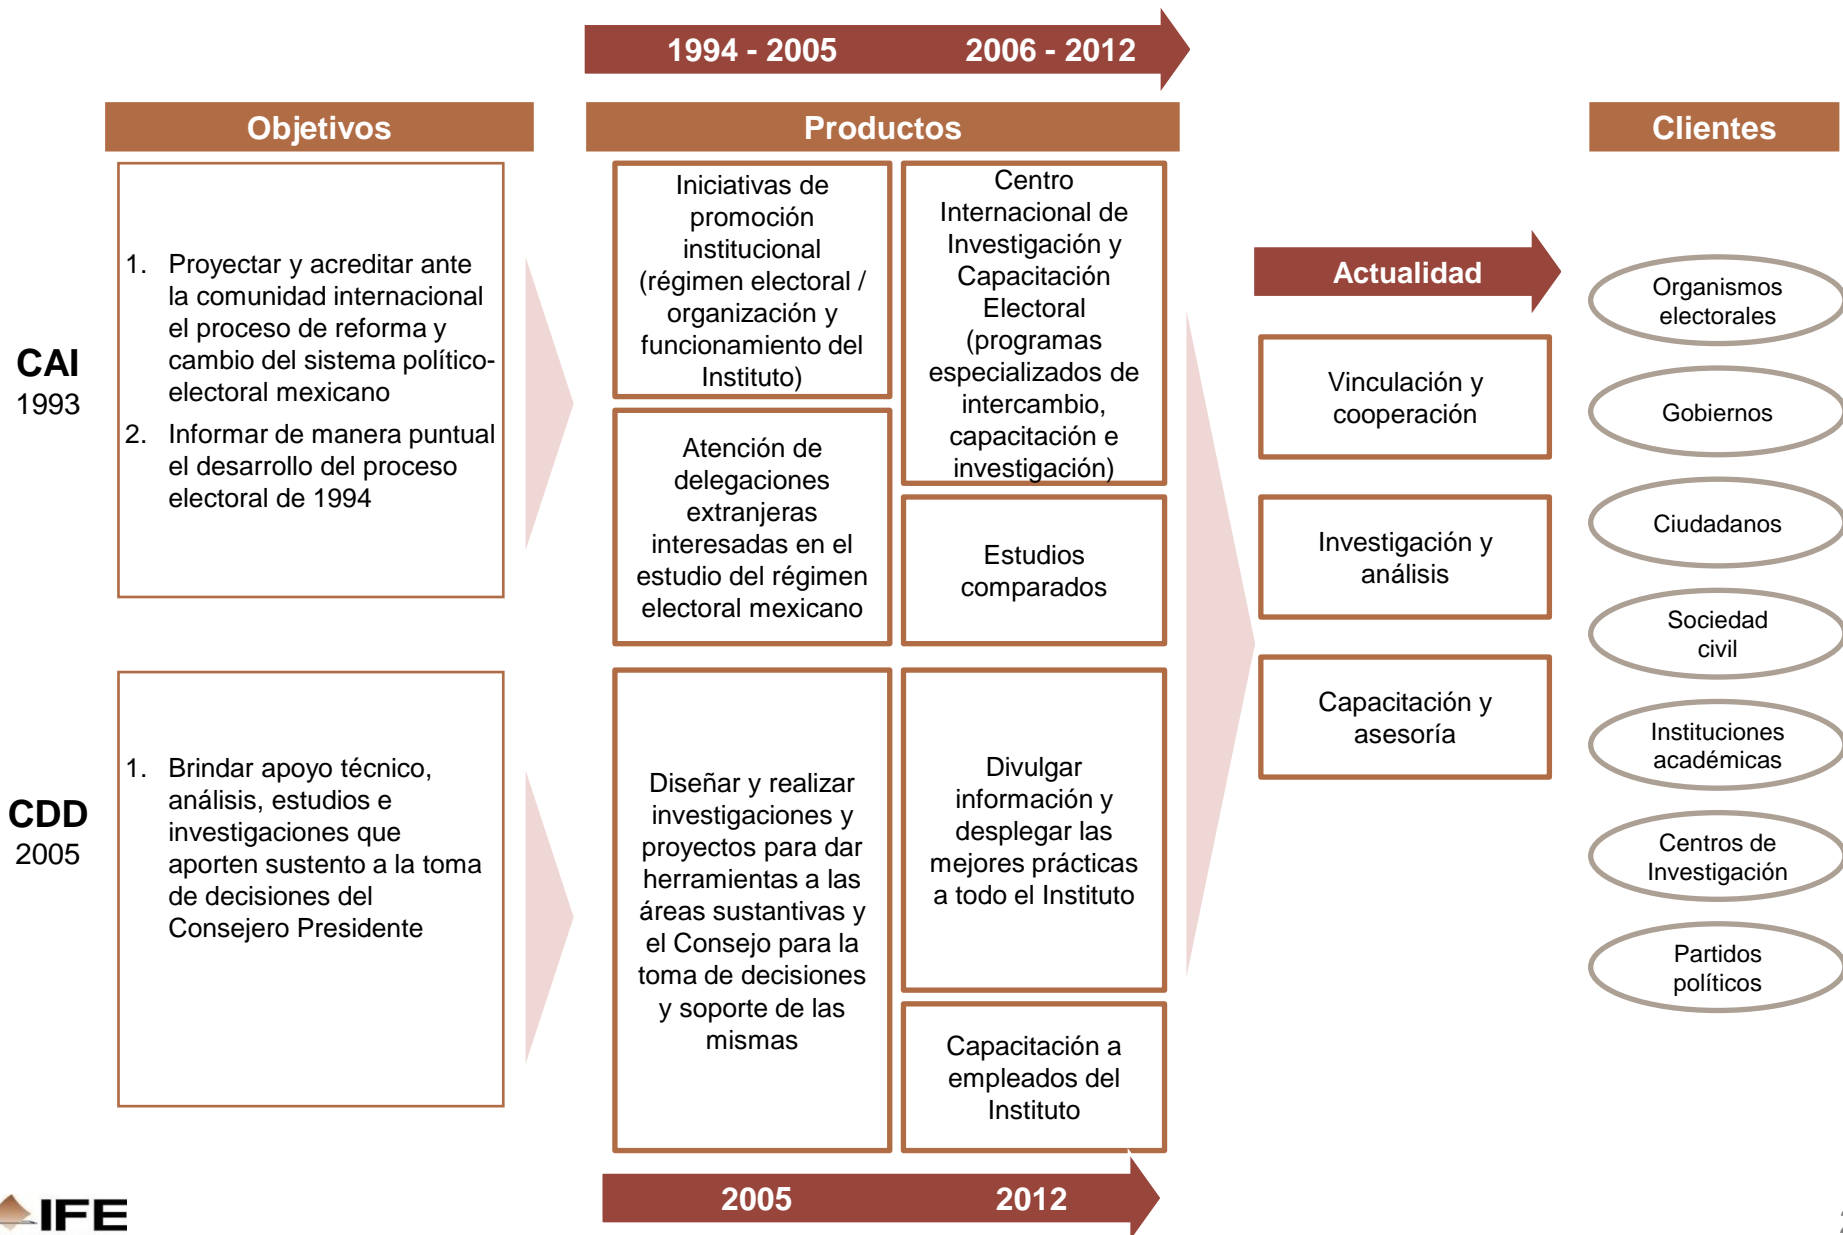 1994 - 2005
2006 - 2012
Objetivos
Productos
Clientes
CAI
1993
1. Proyectar y acreditar ante
la comunidad internacional
el proceso de reforma y
cambio del sistema político-
electoral mexicano
2. Informar de manera puntual
el desarrollo del proceso
electoral de 1994
Iniciativas de
promoción
institucional
(régimen electoral /
organización y
funcionamiento del
Instituto)
Atención de
delegaciones
extranjeras
interesadas en el
estudio del régimen
electoral mexicano
Centro
Internacional de
Investigación y
Capacitación
Electoral
(programas
especializados de
intercambio,
capacitación e
investigación)
Estudios
comparados
CDD
2005
1. Brindar apoyo técnico,
análisis, estudios e
investigaciones que
aporten sustento a la toma
de decisiones del
Consejero Presidente
Diseñar y realizar
investigaciones y
proyectos para dar
herramientas a las
áreas sustantivas y
el Consejo para la
toma de decisiones
y soporte de las
mismas
Divulgar
información y
desplegar las
mejores prácticas
a todo el Instituto
Capacitación a
empleados del
Instituto
2005
2012
Actualidad
Vinculación y
cooperación
Investigación y
análisis
Capacitación y
asesoría
Organismos
electorales
Gobiernos
Ciudadanos
Sociedad
civil
Instituciones
académicas
Centros de
Investigación
Partidos
políticos
IFE